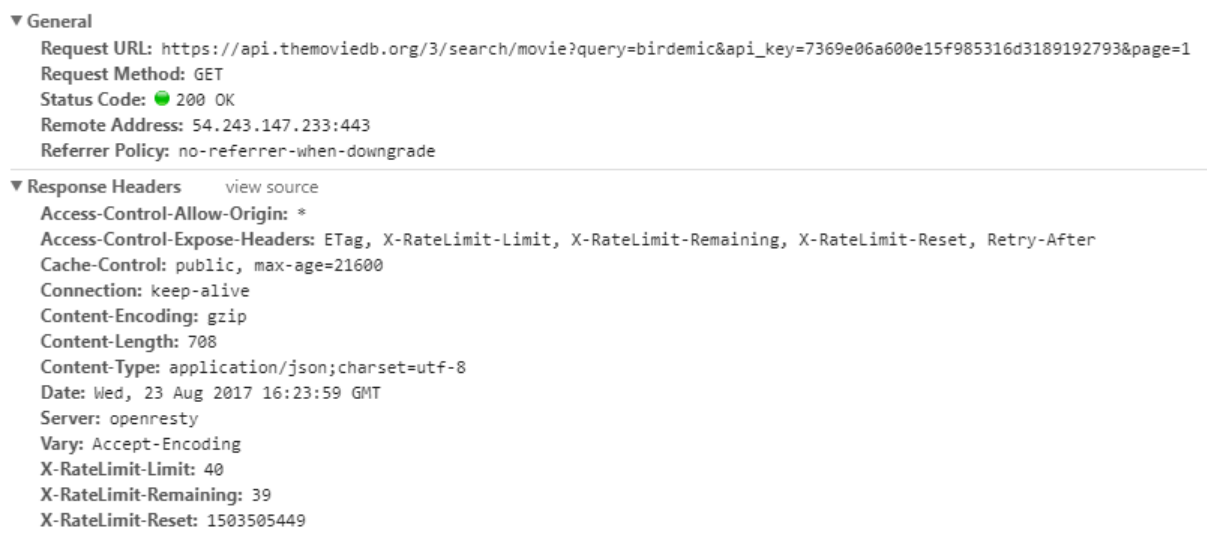 ▼ General
Request URL: https://api.themoviedb.org/3/search/movie?query=birdemic&api_key=7369e06a600e15f985316d3189192793&page=1
Request Method: GET
Status Code: 200 OK
Remote Address: 54.243.147.233:443
Referrer Policy: no-referrer-when-downgrade
▼ Response Headers view source
Access-Control-Allow-Origin: *
Access-Control-Expose-Headers: ETag, X-RateLimit-Limit, X-RateLimit-Remaining, X-RateLimit-Reset, Retry-After
Cache-Control: public, max-age=21600
Connection: keep-alive
Content-Encoding: gzip
Content-Length: 708
Content-Type: application/json;charset=utf-8
Date: Wed, 23 Aug 2017 16:23:59 GMT
Server: openresty
Vary: Accept-Encoding
X-RateLimit-Limit: 40
X-RateLimit-Remaining: 39
X-RateLimit-Reset: 1503505449